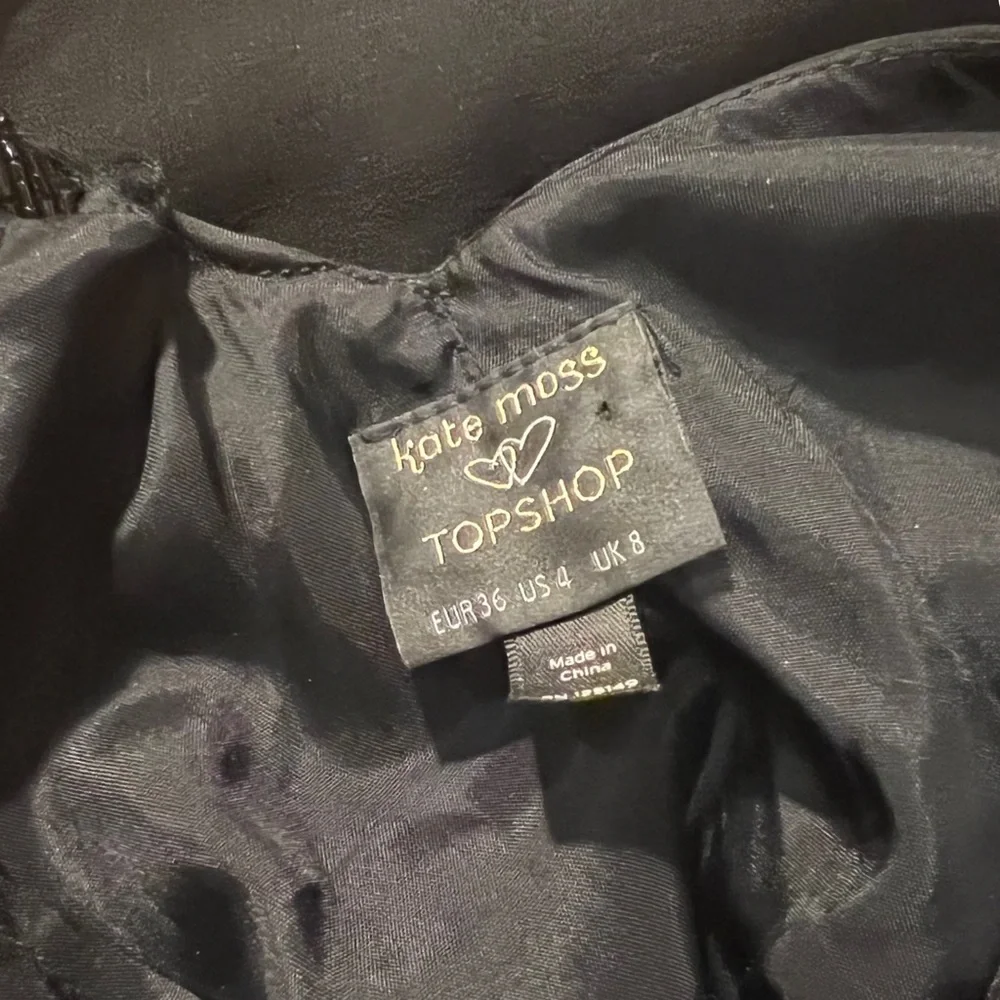 kate moss
TOPSHOP
EUR36 US4 UK8
Made in
China